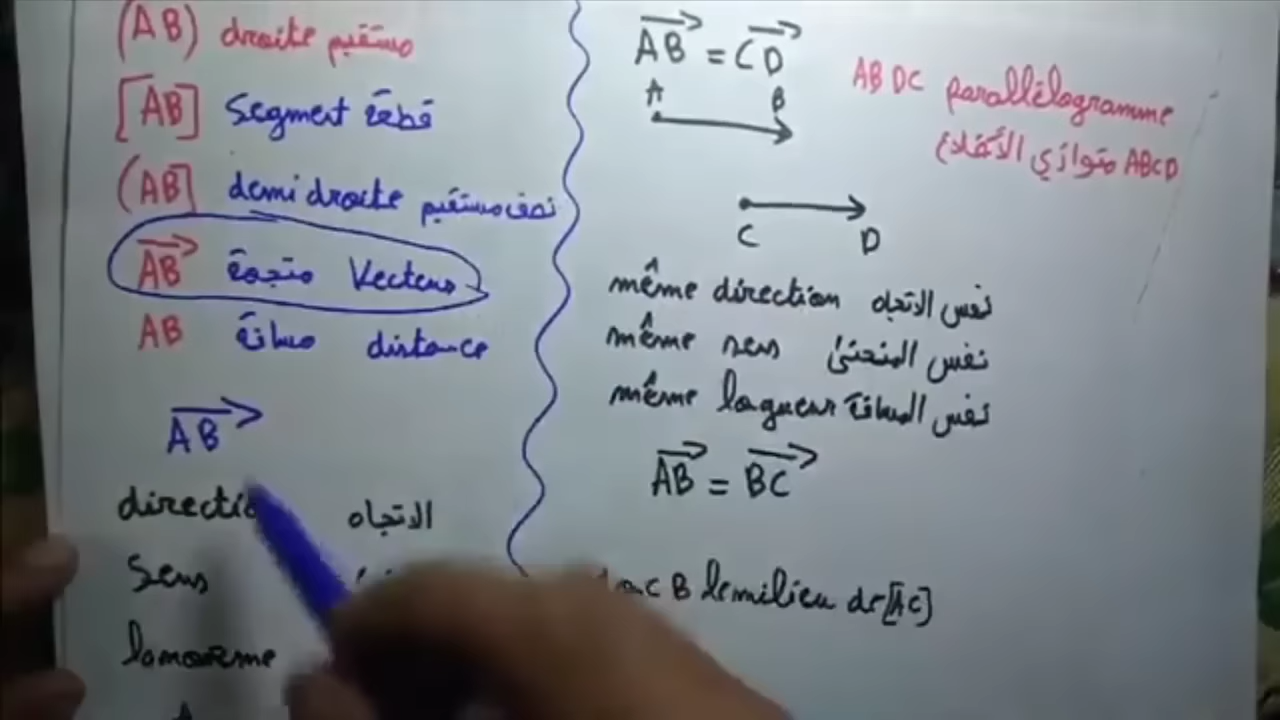 (AB) droite مستقيم
[AB] Segment قطعة
(AB] demi droite نصف مستقيم
AB متجهة Vecteur
AB مسافة distance
AB
direction الاتجاه
Sens
AB = CD
A B
C D
ABDC parallélogramme
متوازي الأضلاع ABCD
même direction نفس الاتجاه
même sens نفس المنحنى
même longueur نفس المسافة
AB = BC
B le milieu de [AC]